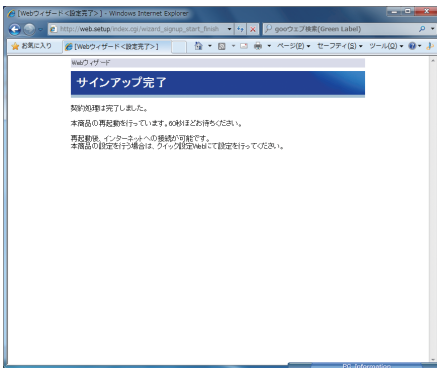 [Webウィザード<設定完了>] - Windows Internet Explorer
http://web.setup/index.cgi/wizard_signup_start_finish
gooウェブ検索(Green Label)
お気に入り
[Webウィザード<設定完了>]
ページ(P)
セーフティ(S)
ツール(O)
Webウィザード
サインアップ完了
契約処理は完了しました。
本商品の再起動を行っています。60秒ほどお待ちください。
再起動後、インターネットへの接続が可能です。
本商品の設定を行う場合は、クイック設定Webにて設定を行ってください。
PC-Information